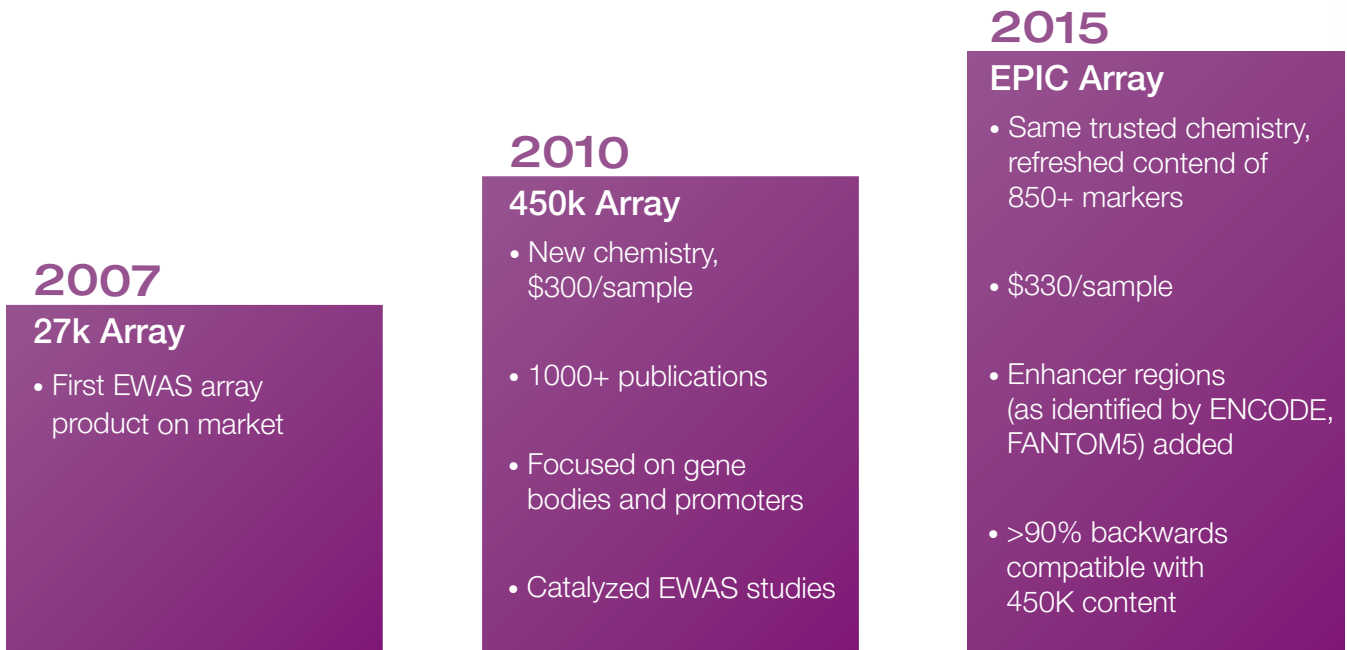 2007
27k Array
• First EWAS array
product on market
2010
450k Array
• New chemistry,
$300/sample
• 1000+ publications
• Focused on gene
bodies and promoters
• Catalyzed EWAS studies
2015
EPIC Array
• Same trusted chemistry,
refreshed contend of
850+ markers
• $330/sample
• Enhancer regions
(as identified by ENCODE,
FANTOM5) added
• >90% backwards
compatible with
450K content